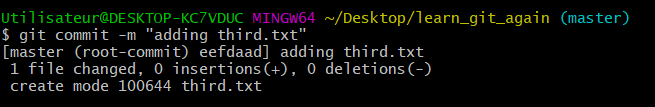 Utilisateur@DESKTOP-KC7VDUC MINGW64 ~/Desktop/learn_git_again (master)
$ git commit -m "adding third.txt"
[master (root-commit) eefdaad] adding third.txt
 1 file changed, 0 insertions(+), 0 deletions(-)
 create mode 100644 third.txt